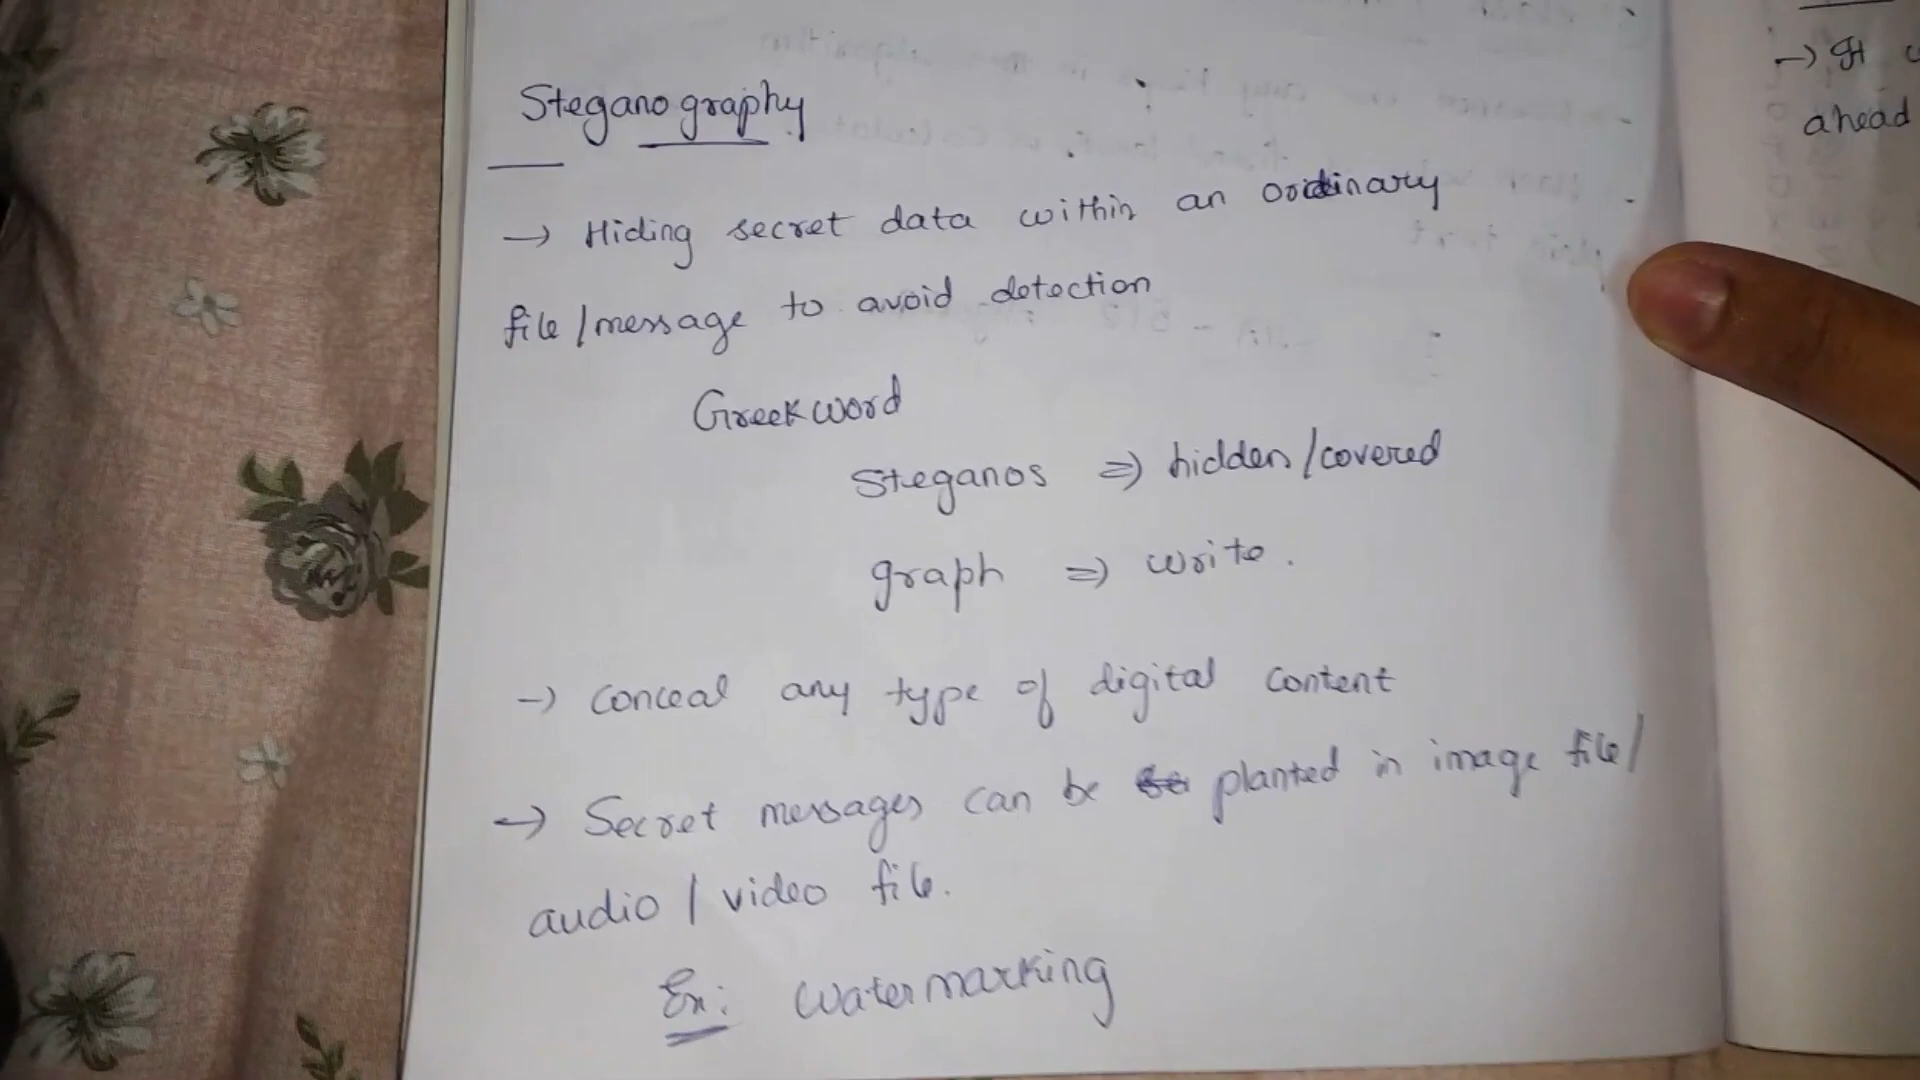 Steganography
→ Hiding secret data within an ordinary
file/message to avoid detection
Greek word
Steganos ⇒ hidden/covered
graph ⇒ write.
→ Conceal any type of digital content
→ Secret messages can be planted in image file/
audio/video file.
Ex: Watermarking
→ It
ahead